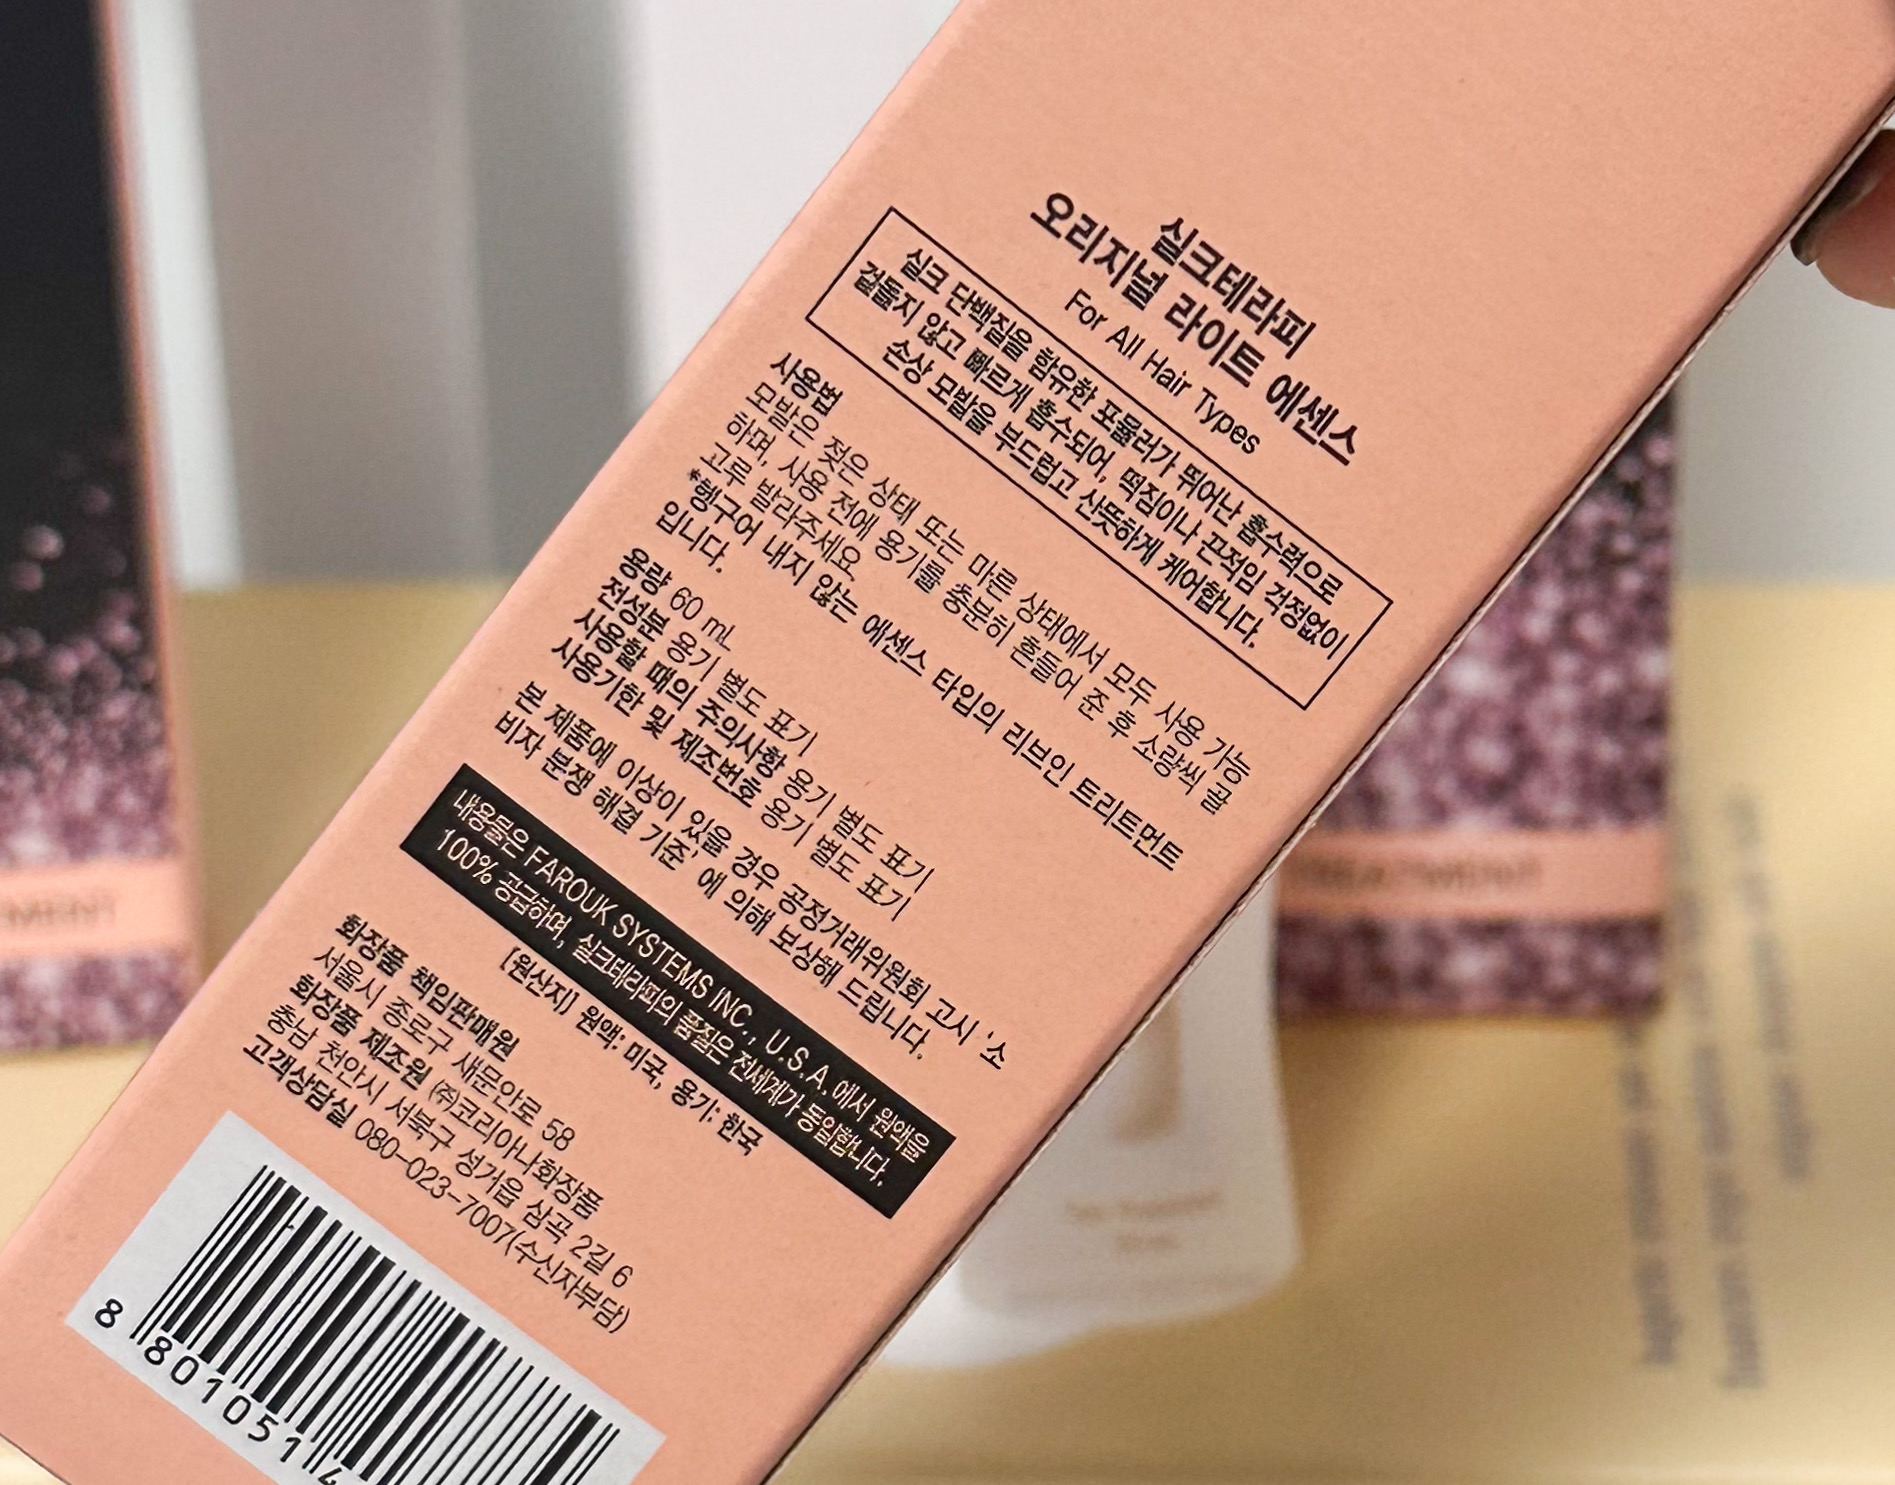 실크테라피
오리지널 라이트 에센스
For All Hair Types
실크 단백질을 함유한 포뮬러가 뛰어난 흡수력으로
겉돌지 않고 빠르게 흡수되어, 떡짐이나 끈적임 걱정없이
손상 모발을 부드럽고 산뜻하게 케어합니다.
사용법
모발은 젖은 상태 또는 마른 상태에서 모두 사용 가능
하며, 사용 전에 용기를 충분히 흔들어 준 후 소량씩 골
고루 발라주세요.
*헹구어 내지 않는 에센스 타입의 리브인 트리트먼트
입니다.
용량 60 mL
전성분 용기 별도 표기
사용할 때의 주의사항 용기 별도 표기
사용기한 및 제조번호 용기 별도 표기
본 제품에 이상이 있을 경우 공정거래위원회 고시 '소
비자 분쟁 해결 기준' 에 의해 보상해 드립니다.
내용물은 FAROUK SYSTEMS INC., U.S.A. 에서 원액을
100% 공급하며, 실크테라피의 품질은 전세계가 동일합니다.
[원산지] 원액: 미국, 용기: 한국
화장품 책임판매원
서울시 종로구 새문안로 58
화장품 제조원 ㈜코리아나화장품
충남 천안시 서북구 성거읍 삼곡 2길 6
고객상담실 080-023-7007(수신자부담)
8 801051 4
TREATMENT